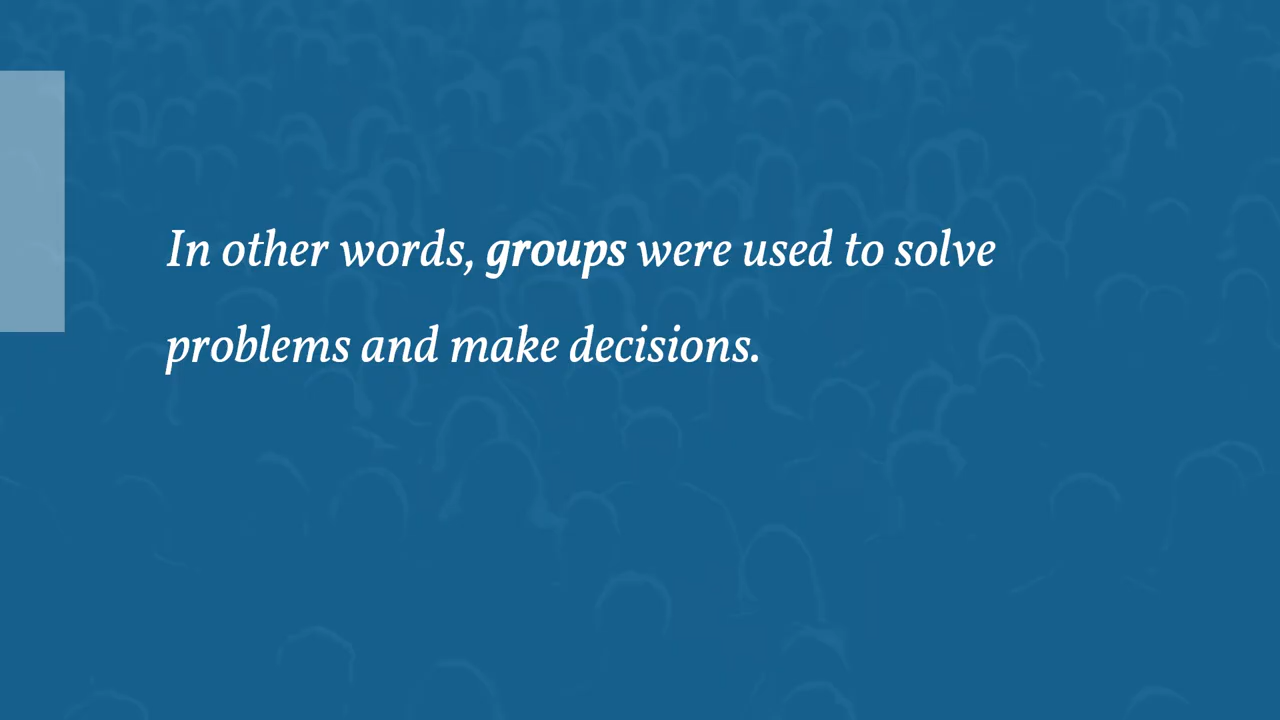 In other words, groups were used to solve
problems and make decisions.